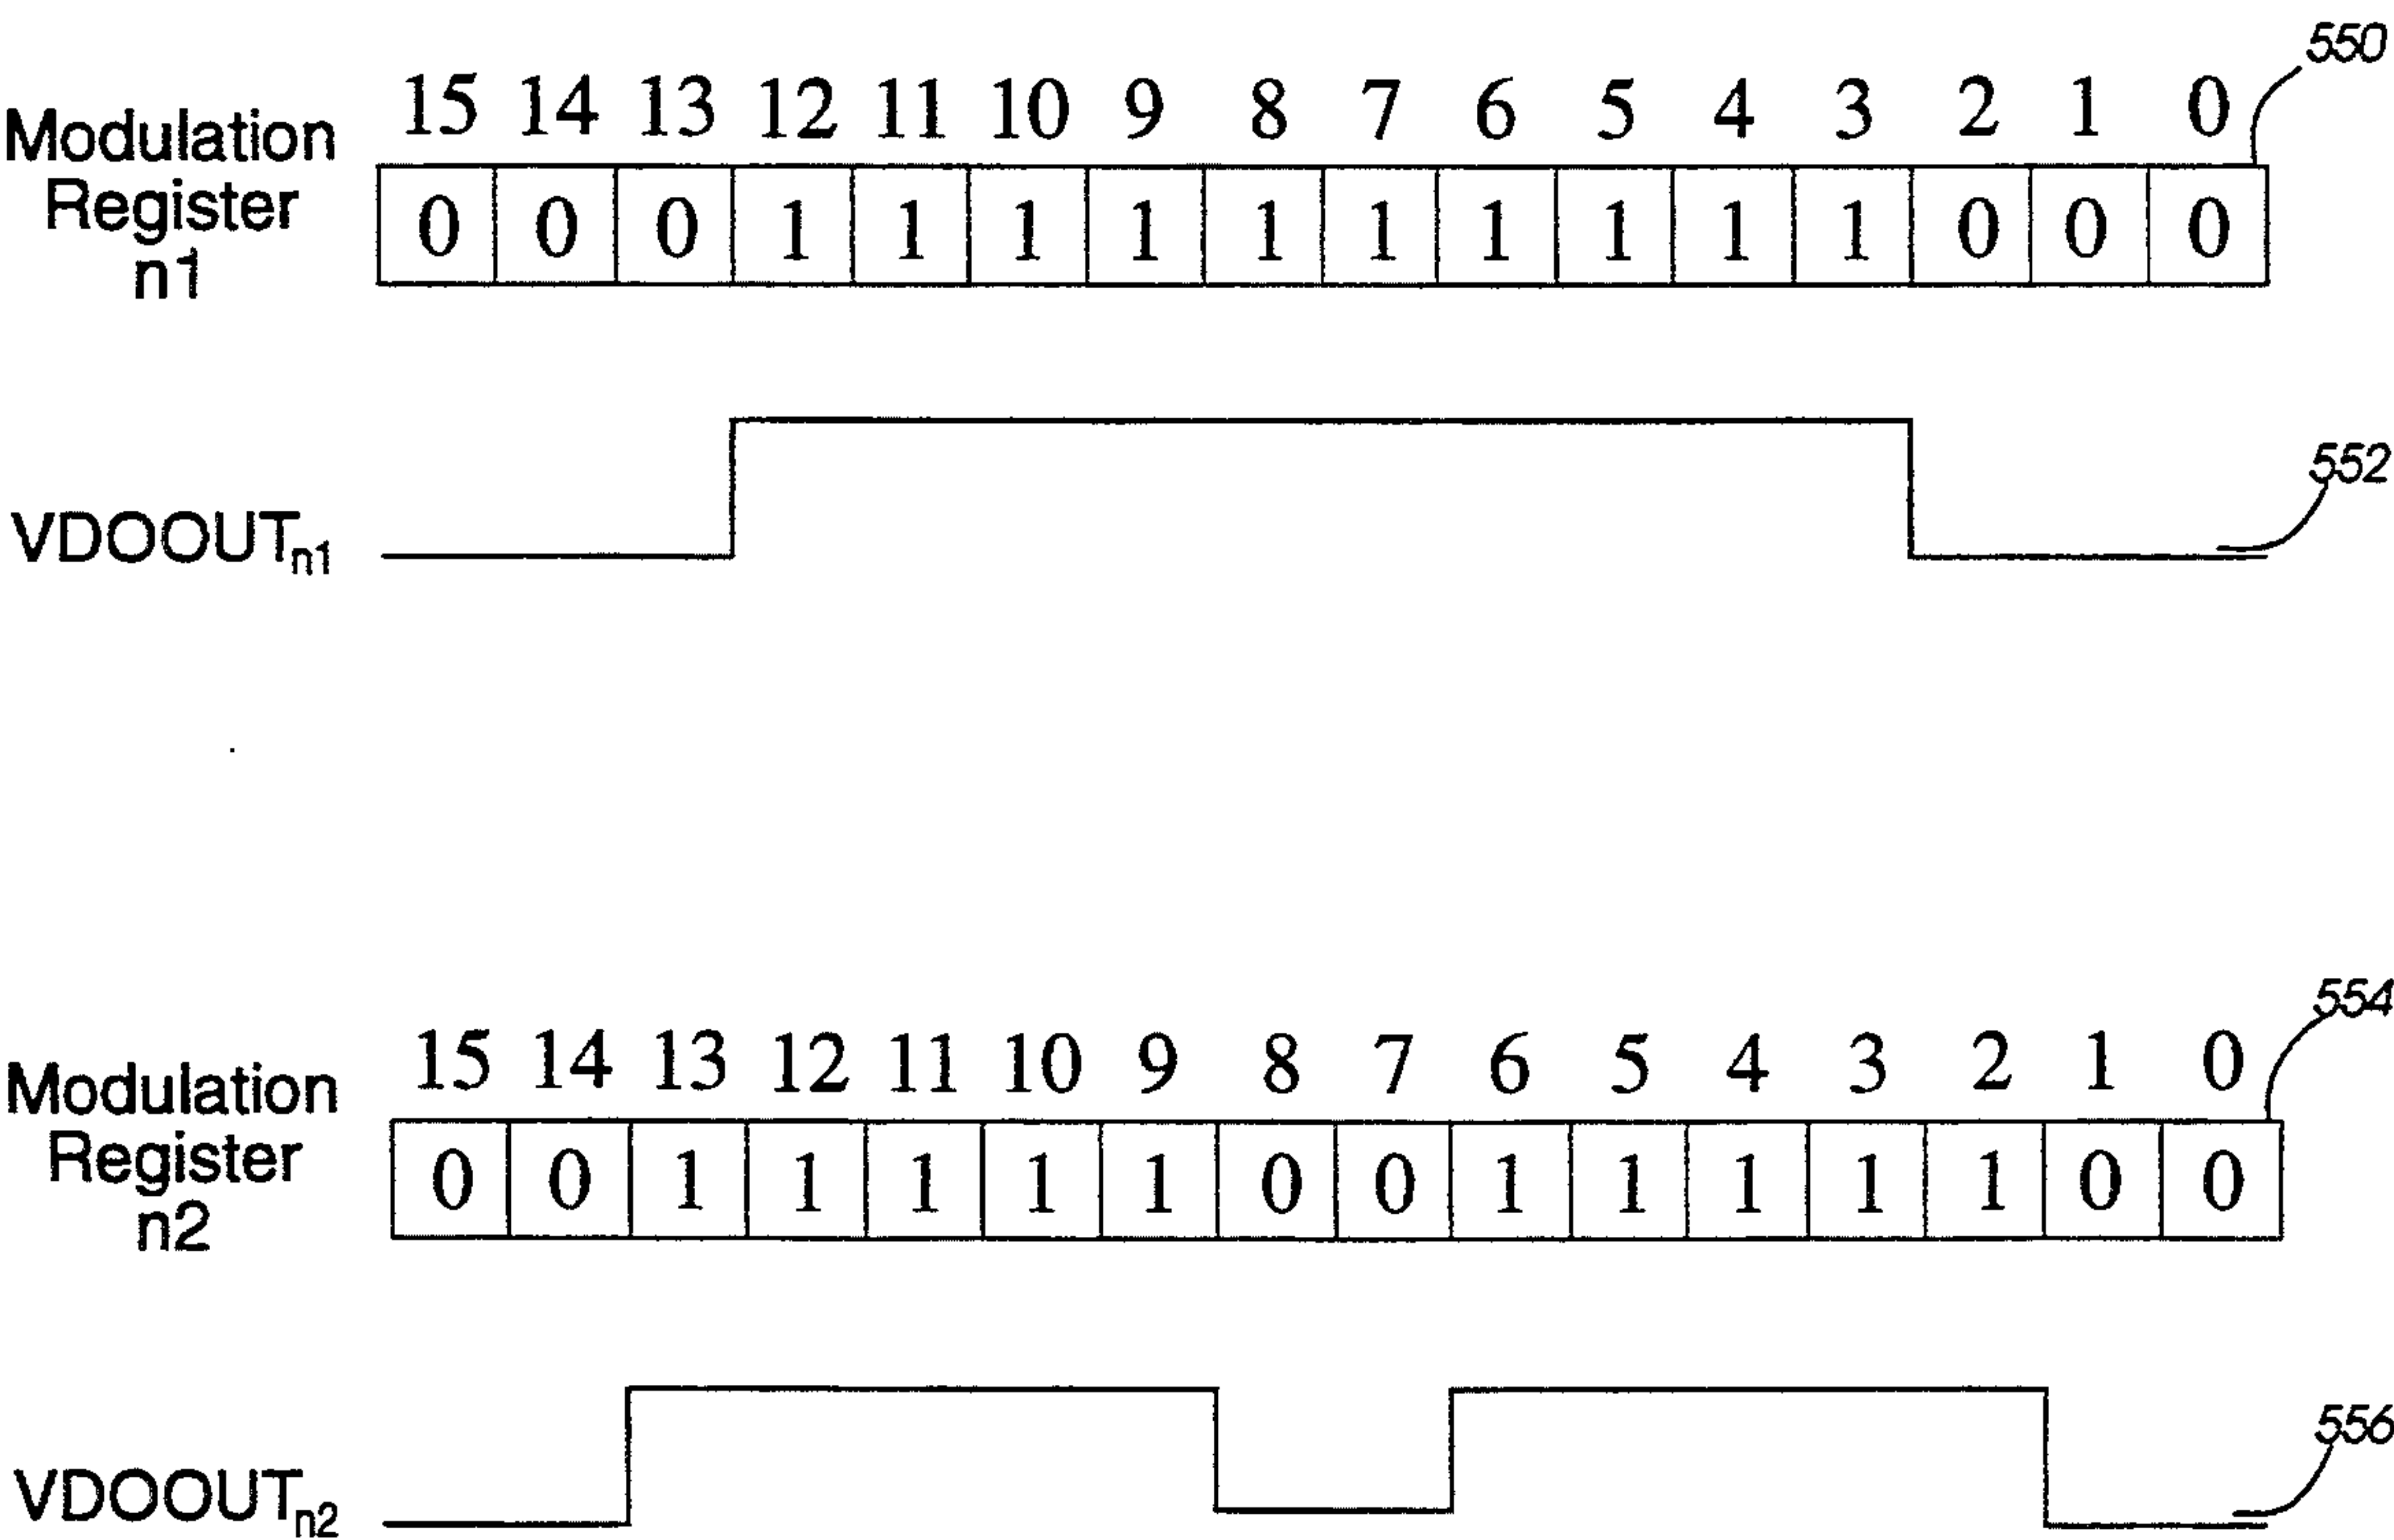 550
15 14 13 12 11 10 9 8 7 6 5 4 3 2 1 0
Modulation
Register
n1
0 0 0 1 1 1 1 1 1 1 1 1 1 0 0 0
552
VDOOUTn1
554
15 14 13 12 11 10 9 8 7 6 5 4 3 2 1 0
Modulation
Register
n2
0 0 1 1 1 1 1 0 0 1 1 1 1 1 0 0
556
VDOOUTn2